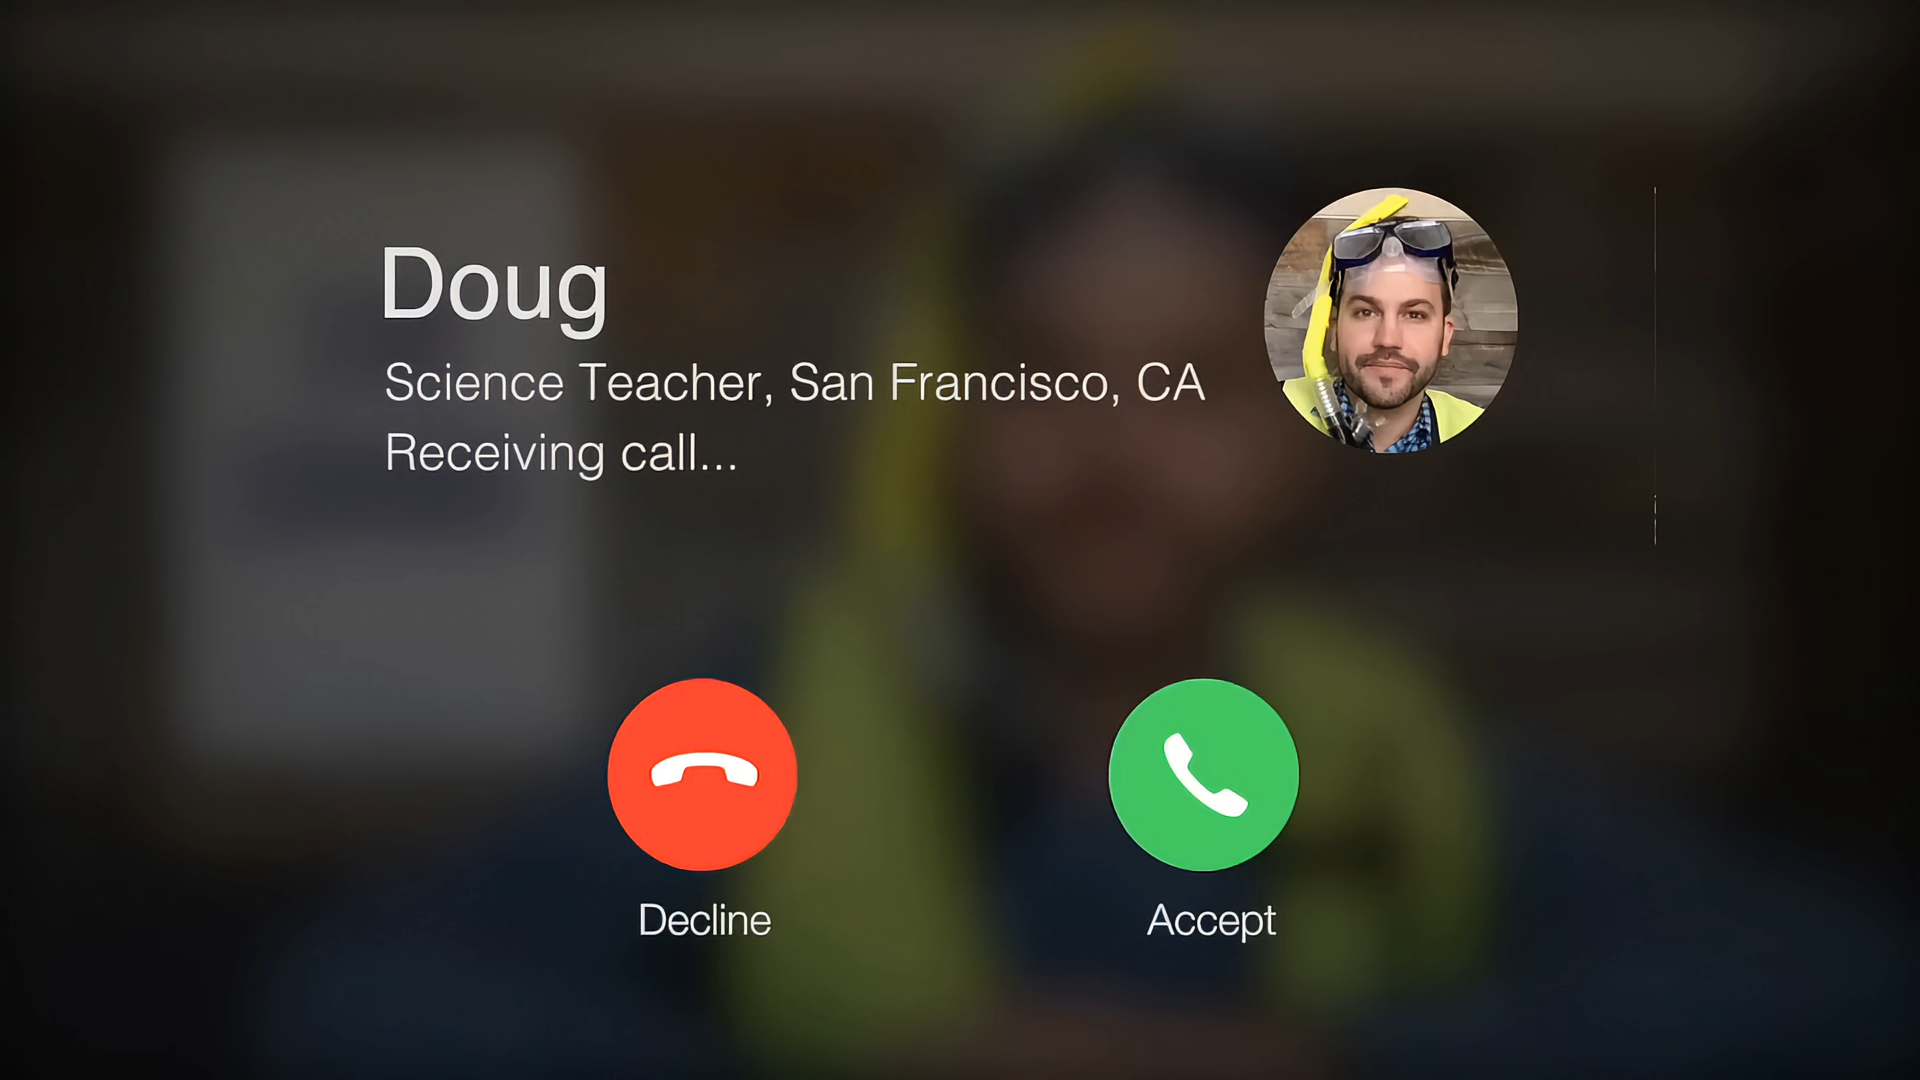 Doug
Science Teacher, San Francisco, CA
Receiving call...
Decline
Accept